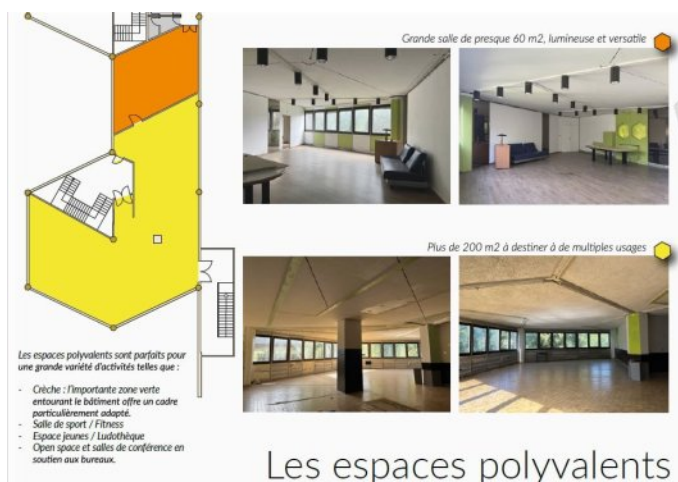 Grande salle de presque 60 m2, lumineuse et versatile
Plus de 200 m2 à destiner à de multiples usages
Les espaces polyvalents sont parfaits pour
une grande variété d'activités telles que :
- Crèche : l'importante zone verte
entourant le bâtiment offre un cadre
particulièrement adapté.
- Salle de sport / Fitness
- Espace jeunes / Ludothèque
- Open space et salles de conférence en
soutien aux bureaux.
Les espaces polyvalents